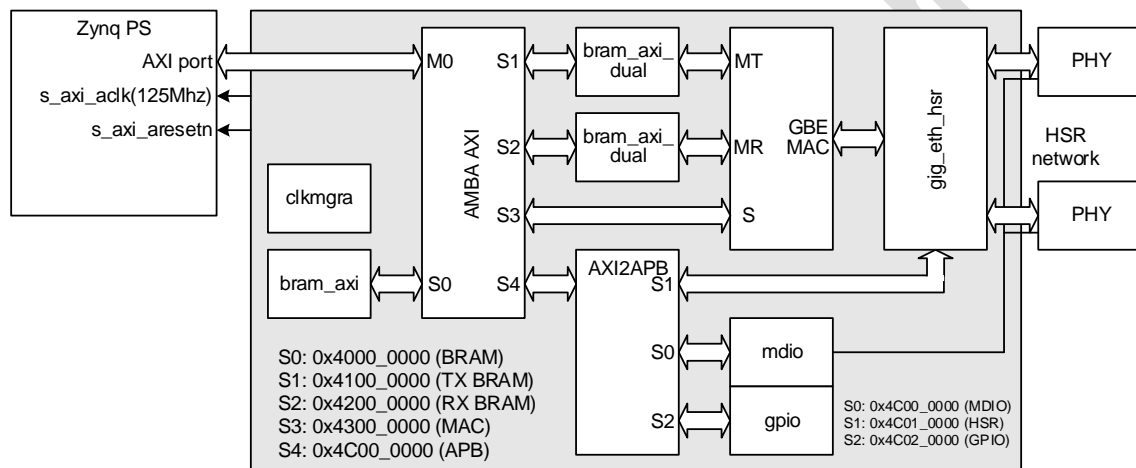 Zynq PS
AXI port
s_axi_aclk(125Mhz)
s_axi_aresetn
clkmgra
bram_axi
AMBA AXI
M0
S0
S1
S2
S3
S4
bram_axi_
dual
bram_axi_
dual
MT
MR
S
GBE
MAC
gig_eth_hsr
PHY
HSR
network
PHY
AXI2APB
S1
S0
S2
mdio
gpio
S0: 0x4000_0000 (BRAM)
S1: 0x4100_0000 (TX BRAM)
S2: 0x4200_0000 (RX BRAM)
S3: 0x4300_0000 (MAC)
S4: 0x4C00_0000 (APB)
S0: 0x4C00_0000 (MDIO)
S1: 0x4C01_0000 (HSR)
S2: 0x4C02_0000 (GPIO)